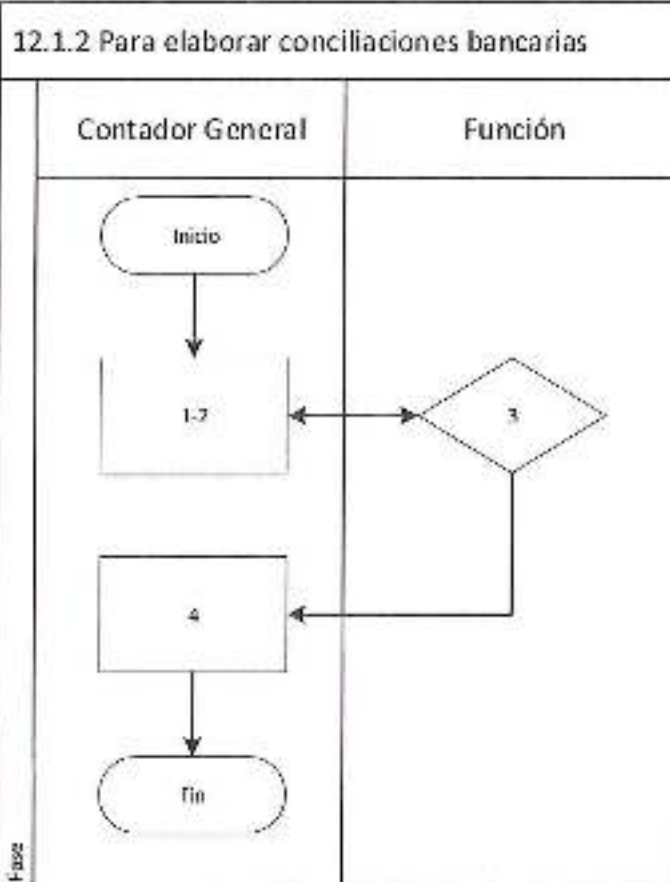 12.1.2 Para elaborar conciliaciones bancarias
Contador General
Función
Inicio
1-2
3
4
Fin
Fase